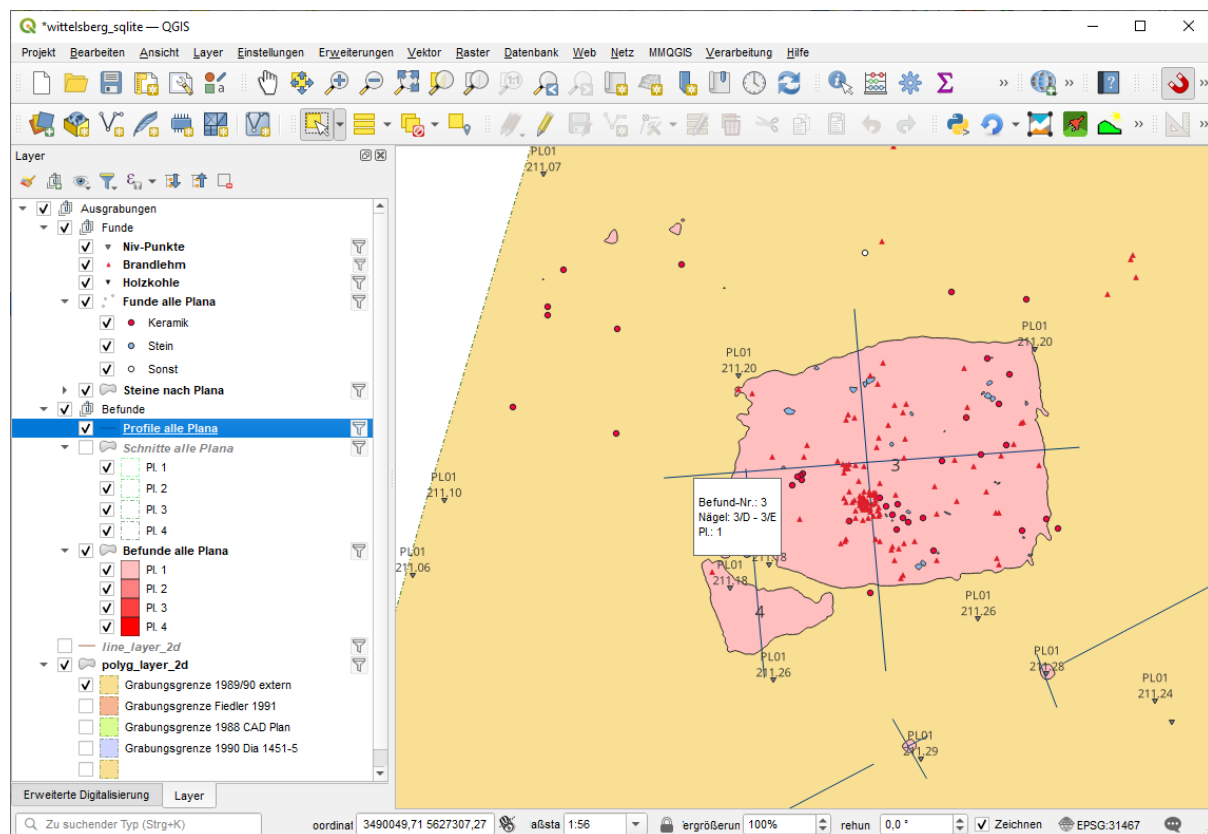 *wittelsberg_sqlite — QGIS
Projekt Bearbeiten Ansicht Layer Einstellungen Erweiterungen Vektor Raster Datenbank Web Netz MMQGIS Verarbeitung Hilfe
Layer
Ausgrabungen
Funde
Niv-Punkte
Brandlehm
Holzkohle
Funde alle Plana
Keramik
Stein
Sonst
Steine nach Plana
Befunde
Profile alle Plana
Schnitte alle Plana
Pl. 1
Pl. 2
Pl. 3
Pl. 4
Befunde alle Plana
Pl. 1
Pl. 2
Pl. 3
Pl. 4
line_layer_2d
polyg_layer_2d
Grabungsgrenze 1989/90 extern
Grabungsgrenze Fiedler 1991
Grabungsgrenze 1988 CAD Plan
Grabungsgrenze 1990 Dia 1451-5
Erweiterte Digitalisierung Layer
PL01
211.07
PL01
211.20
PL01
211.20
3
PL01
211.10
Befund-Nr.: 3
Nägel: 3/D - 3/E
Pl.: 1
PL01
211.06
PL01
211.18
4
PL01
211.26
PL01
211.26
PL01
211.28
PL01
211.24
PL01
211.29
Zu suchender Typ (Strg+K) oordinat 3490049,71 5627307,27 aßsta 1:56 ergrößerun 100% rehun 0,0 ° Zeichnen EPSG:31467